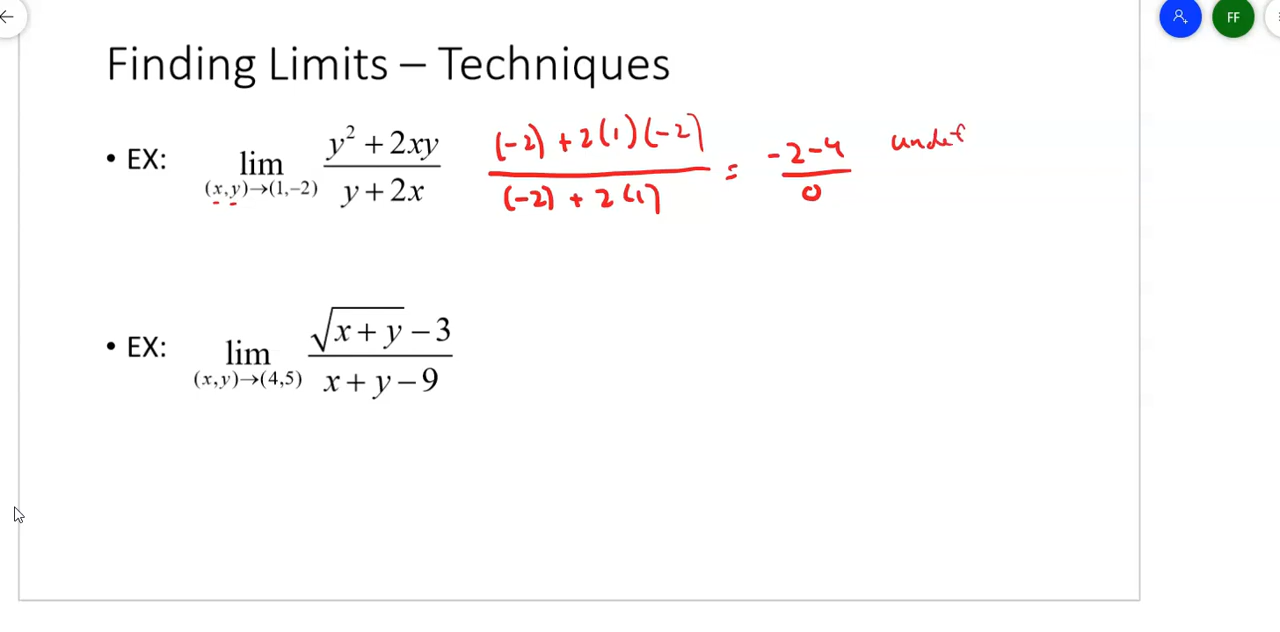 FF
Finding Limits – Techniques
• EX: lim (x,y)→(1,−2) y² + 2xy / y + 2x (-2) + 2(1)(-2) / (-2) + 2(1) = -2-4 / 0 undef
• EX: lim (x,y)→(4,5) √x + y − 3 / x + y − 9